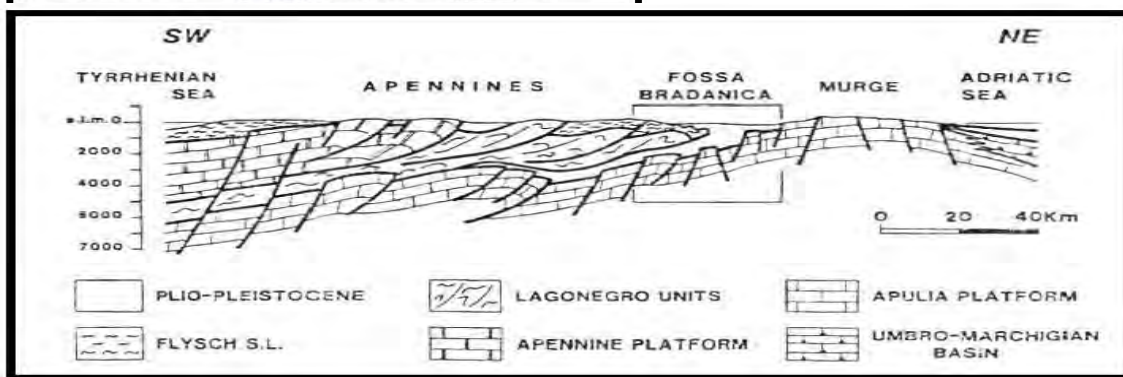 SW
NE
TYRRHENIAN SEA
APENNINES
FOSSA BRADANICA
MURGE
ADRIATIC SEA
s.l.m. 0
2000
4000
6000
7000
0 20 40Km
PLIO-PLEISTOCENE
LAGONEGRO UNITS
APULIA PLATFORM
FLYSCH S.L.
APENNINE PLATFORM
UMBRO-MARCHIGIAN BASIN